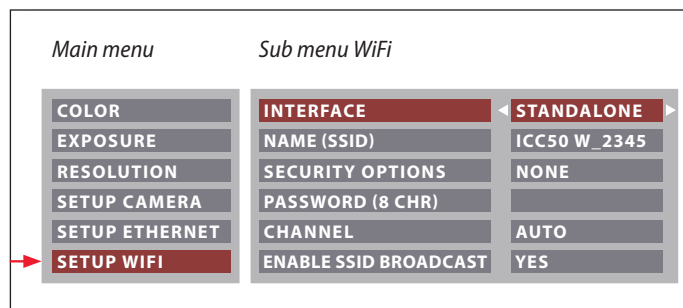 Main menu
Sub menu WiFi
COLOR
EXPOSURE
RESOLUTION
SETUP CAMERA
SETUP ETHERNET
SETUP WIFI
INTERFACE STANDALONE
NAME (SSID) ICC50 W_2345
SECURITY OPTIONS NONE
PASSWORD (8 CHR)
CHANNEL AUTO
ENABLE SSID BROADCAST YES